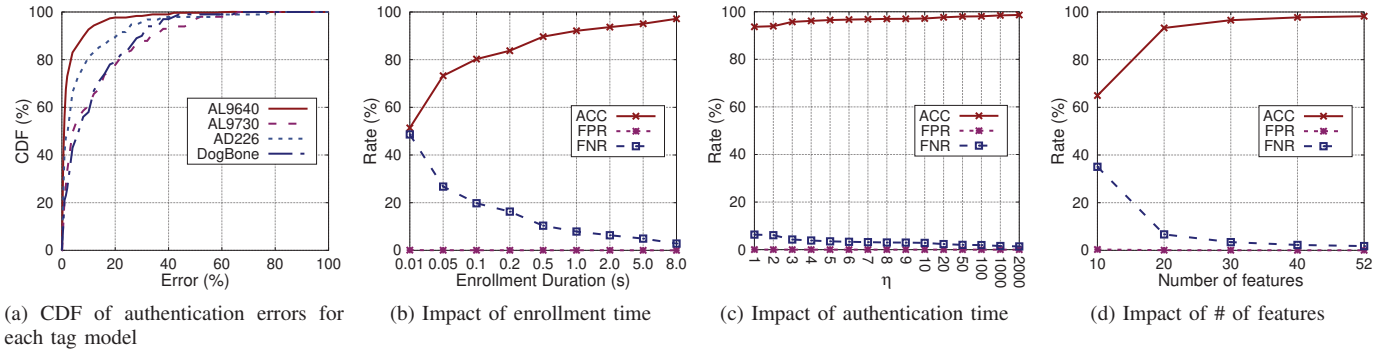 CDF (%)
100
80
60
40
20
0
AL9640
AL9730
AD226
DogBone
0 20 40 60 80 100
Error (%)
(a) CDF of authentication errors for
each tag model
Rate (%)
100
80
60
40
20
0
ACC
FPR
FNR
0.01 0.05 0.1 0.2 0.5 1.0 2.0 5.0 8.0
Enrollment Duration (s)
(b) Impact of enrollment time
Rate (%)
100
80
60
40
20
0
ACC
FPR
FNR
1 2 3 4 5 6 7 8 9 10 20 50 100 1000 2000
η
(c) Impact of authentication time
Rate (%)
100
80
60
40
20
0
ACC
FPR
FNR
10 20 30 40 52
Number of features
(d) Impact of # of features